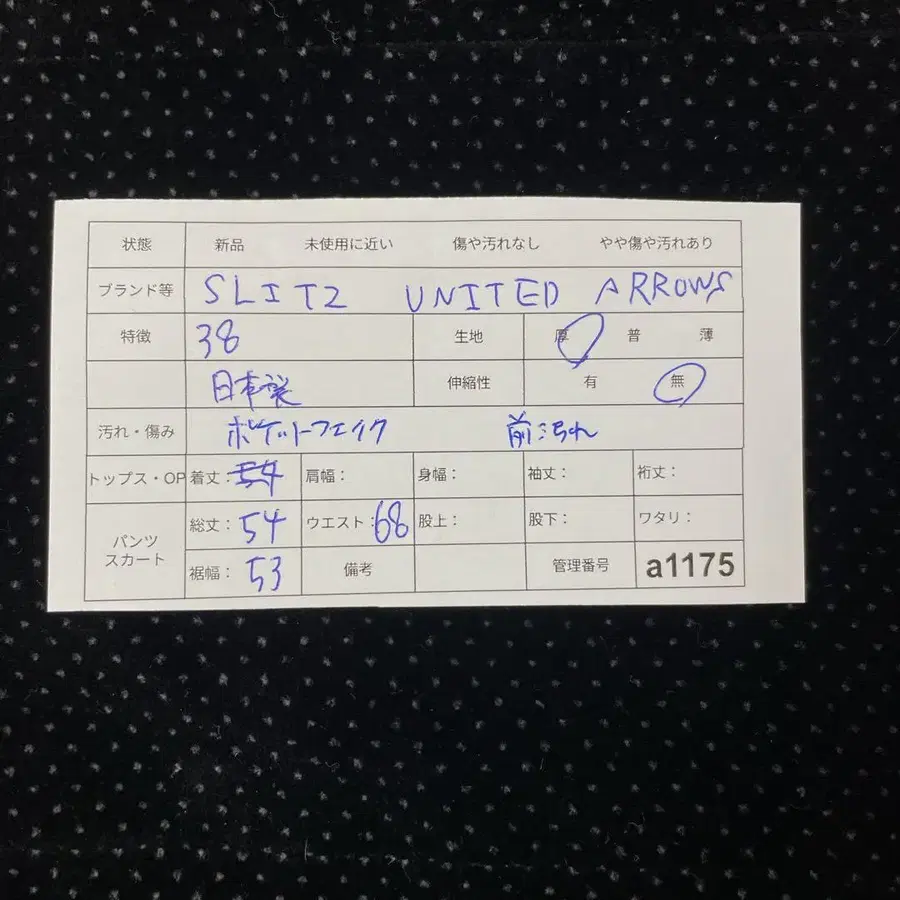 状態 新品 未使用に近い 傷や汚れなし やや傷や汚れあり
ブランド等 SLITZ UNITED ARROWS
特徴 38 生地 厚 普 薄
日本製 伸縮性 有 無
汚れ・傷み ポケットフェイク 前汚れ
トップス・OP 着丈:54 肩幅: 身幅: 袖丈: 裄丈:
パンツ スカート 総丈:54 ウエスト:68 股上: 股下: ワタリ:
裾幅:53 備考 管理番号 a1175